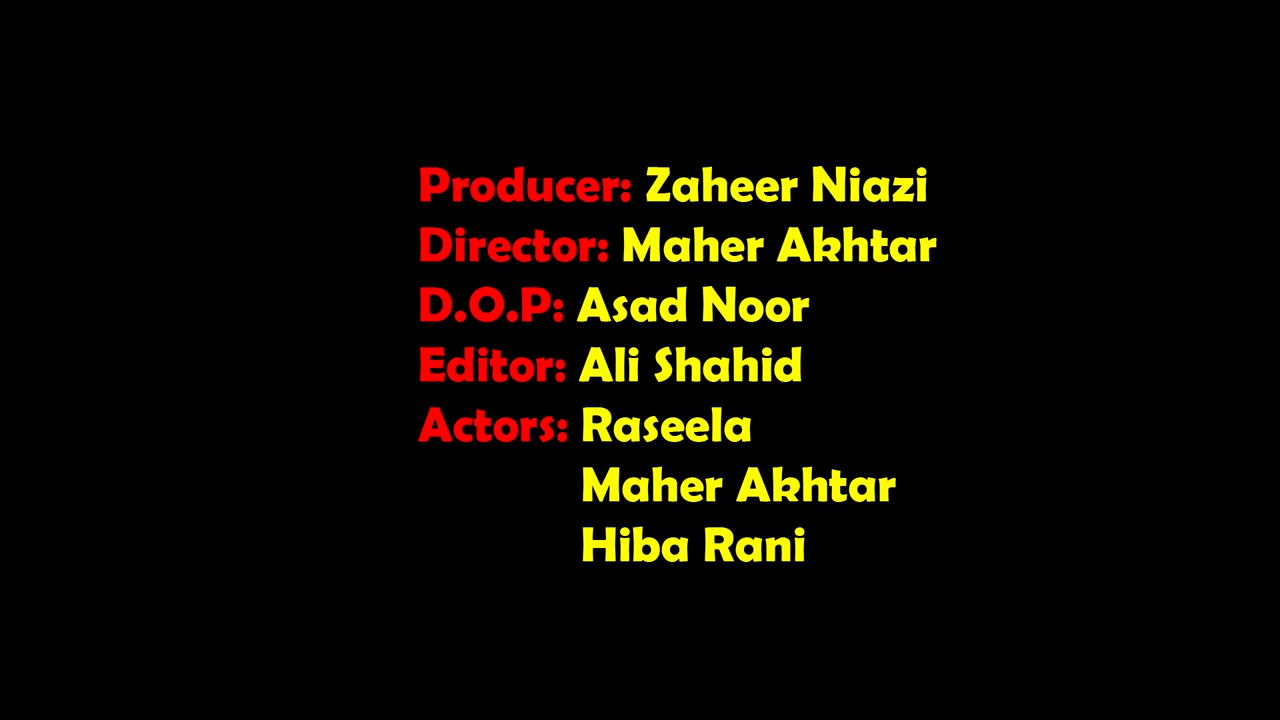 Producer: Zaheer Niazi
Director: Maher Akhtar
D.O.P: Asad Noor
Editor: Ali Shahid
Actors: Raseela
Maher Akhtar
Hiba Rani